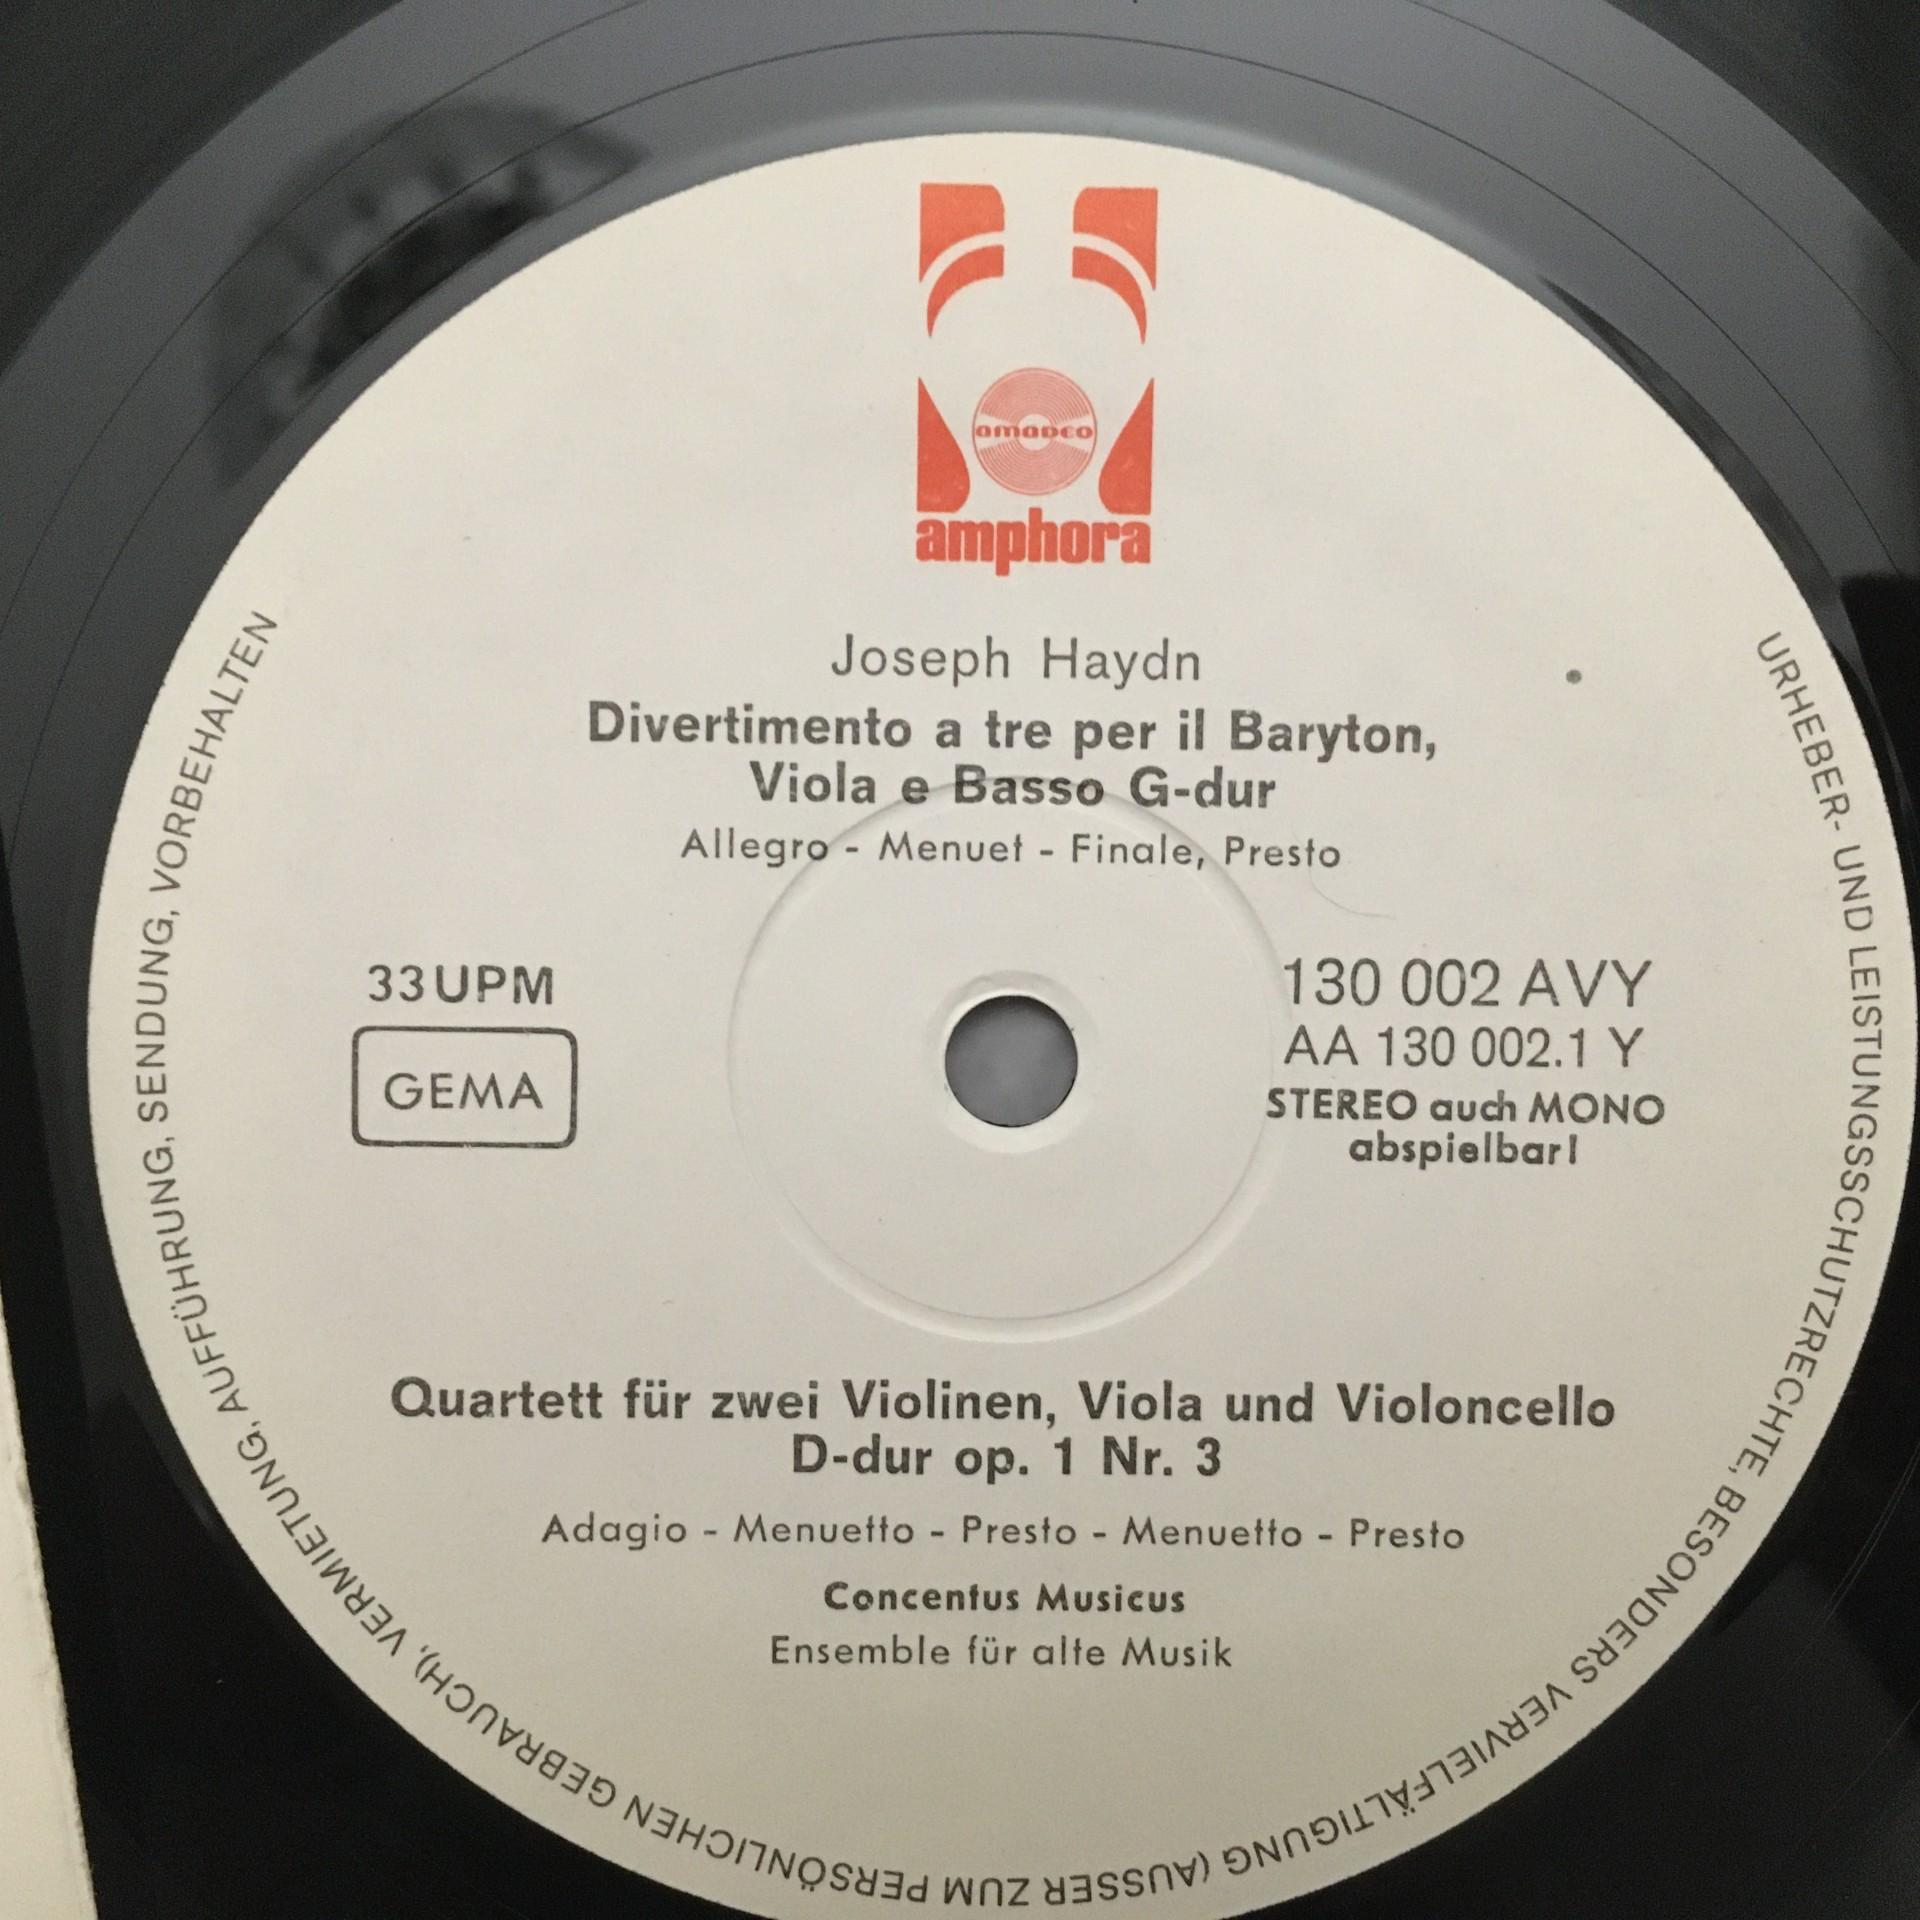 amadeo
amphora
Joseph Haydn
Divertimento a tre per il Baryton,
Viola e Basso G-dur
Allegro - Menuet - Finale, Presto
33 UPM
GEMA
130 002 AVY
AA 130 002.1 Y
STEREO auch MONO
abspielbar!
Quartett für zwei Violinen, Viola und Violoncello
D-dur op. 1 Nr. 3
Adagio - Menuetto - Presto - Menuetto - Presto
Concentus Musicus
Ensemble für alte Musik
URHEBER- UND LEISTUNGSSCHUTZRECHTE, BESONDERS VERVIELFÄLTIGUNG (AUSSER ZUM PERSÖNLICHEN GEBRAUCH), VERMIETUNG, AUFFÜHRUNG, SENDUNG, VORBEHALTEN